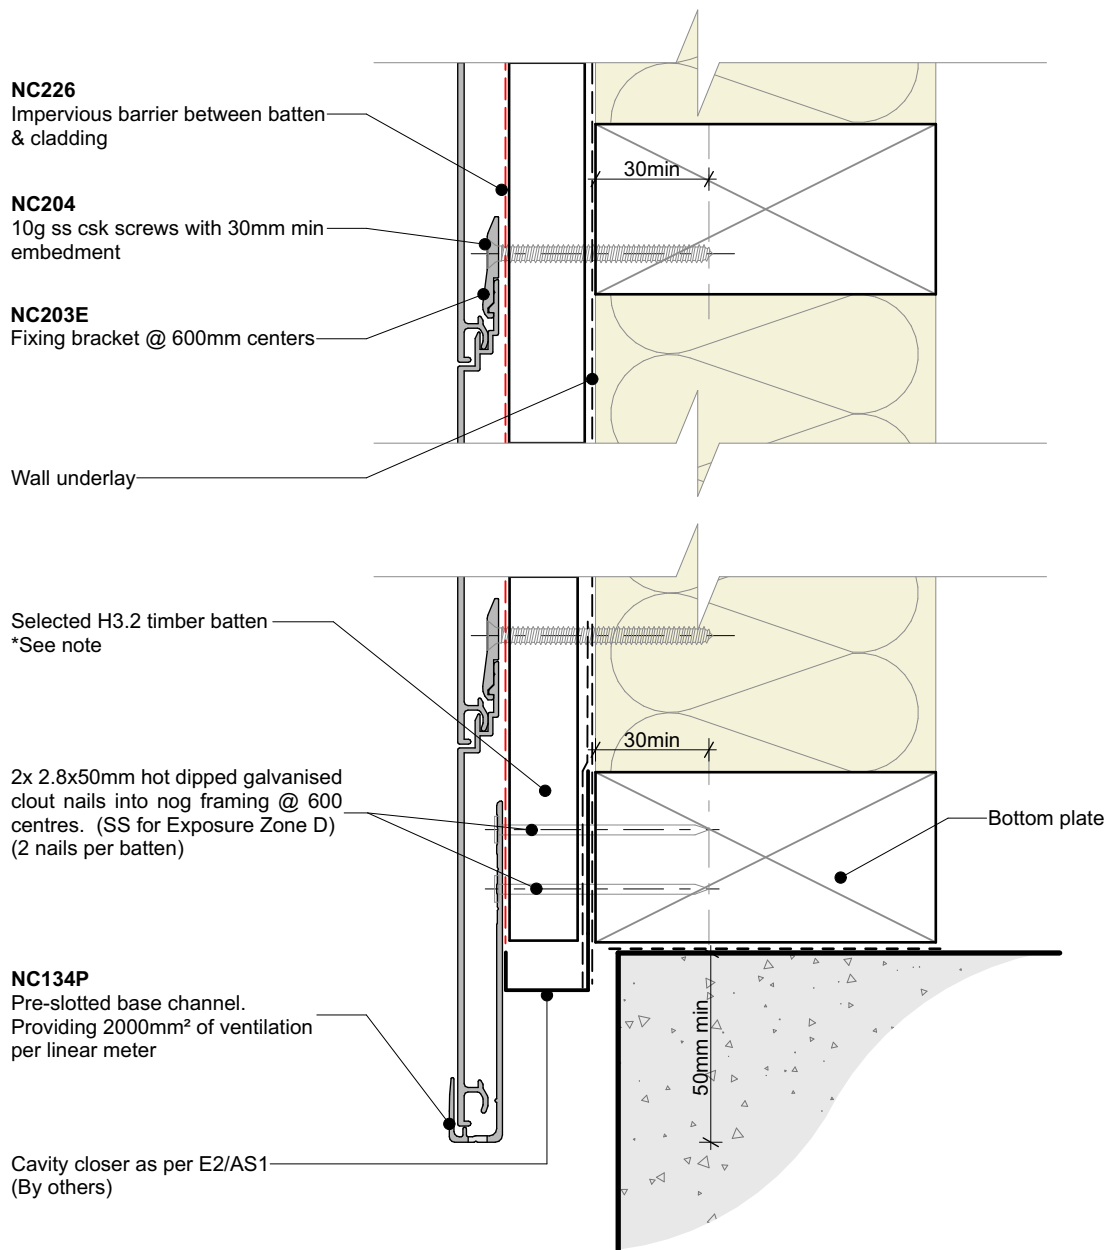 NC226
Impervious barrier between batten
& cladding
30min
NC204
10g ss csk screws with 30mm min
embedment
NC203E
Fixing bracket @ 600mm centers
Wall underlay
Selected H3.2 timber batten
*See note
30min
2x 2.8x50mm hot dipped galvanised
clout nails into nog framing @ 600
centres. (SS for Exposure Zone D)
(2 nails per batten)
Bottom plate
NC134P
Pre-slotted base channel.
Providing 2000mm² of ventilation
per linear meter
50mm min
Cavity closer as per E2/AS1
(By others)